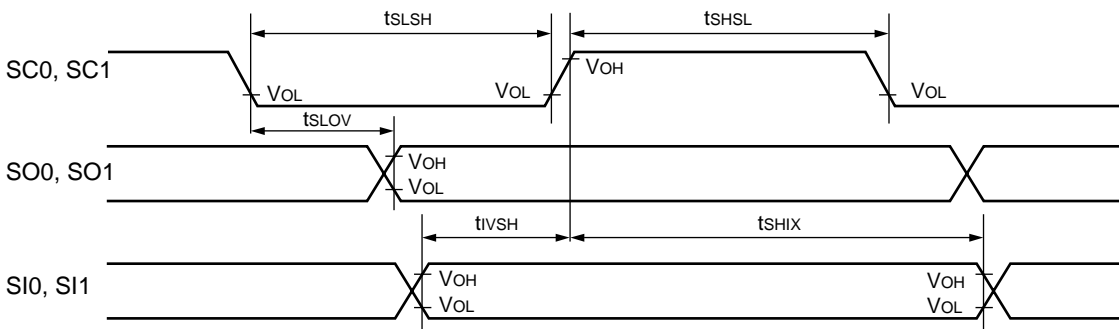 tSLSH tSHSL
SC0, SC1
VOH
VOL VOL VOL
tSLOV
SO0, SO1
VOH
VOL
tIVSH tSHIX
SI0, SI1
VOH VOH
VOL VOL